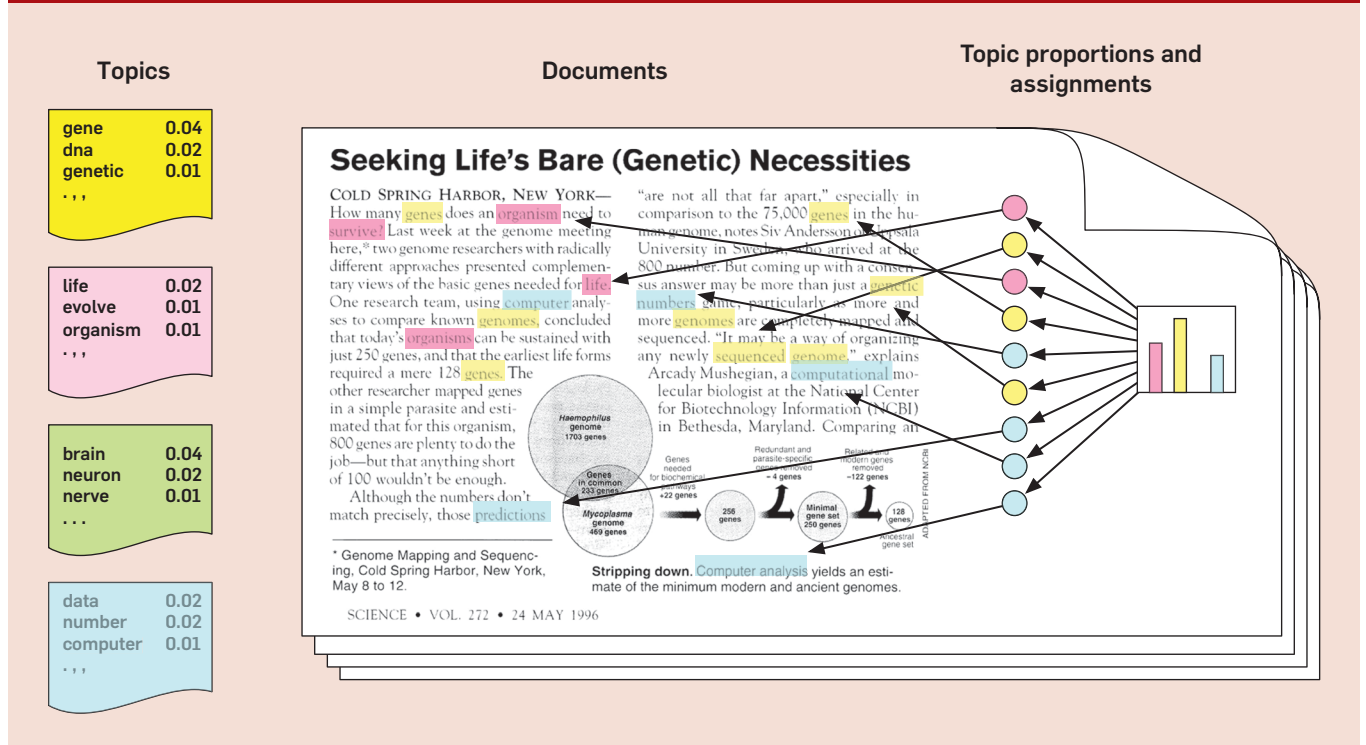 Topics
Documents
Topic proportions and
assignments
gene 0.04
dna 0.02
genetic 0.01
. , ,
life 0.02
evolve 0.01
organism 0.01
. , ,
brain 0.04
neuron 0.02
nerve 0.01
. . .
data 0.02
number 0.02
computer 0.01
. , ,
Seeking Life's Bare (Genetic) Necessities
COLD SPRING HARBOR, NEW YORK—
How many genes does an organism need to
survive? Last week at the genome meeting
here,* two genome researchers with radically
different approaches presented complemen-
tary views of the basic genes needed for life.
One research team, using computer analy-
ses to compare known genomes, concluded
that today's organisms can be sustained with
just 250 genes, and that the earliest life forms
required a mere 128 genes. The
other researcher mapped genes
in a simple parasite and esti-
mated that for this organism,
800 genes are plenty to do the
job—but that anything short
of 100 wouldn't be enough.
Although the numbers don't
match precisely, those predictions
* Genome Mapping and Sequenc-
ing, Cold Spring Harbor, New York,
May 8 to 12.
"are not all that far apart," especially in
comparison to the 75,000 genes in the hu-
man genome, notes Siv Andersson of Uppsala
University in Sweden, who arrived at the
800 number. But coming up with a consen-
sus answer may be more than just a genetic
numbers game, particularly as more and
more genomes are completely mapped and
sequenced. "It may be a way of organizing
any newly sequenced genome," explains
Arcady Mushegian, a computational mo-
lecular biologist at the National Center
for Biotechnology Information (NCBI)
in Bethesda, Maryland. Comparing an
Haemophilus
genome
1703 genes
Genes
in common
233 genes
Mycoplasma
genome
469 genes
Genes
needed
for biochemical
pathways
+22 genes
256
genes
Redundant and
parasite-specific
genes removed
– 4 genes
Minimal
gene set
250 genes
Related and
modern genes
removed
–122 genes
128
genes
Ancestral
gene set
ADAPTED FROM NCBI
Stripping down. Computer analysis yields an esti-
mate of the minimum modern and ancient genomes.
SCIENCE • VOL. 272 • 24 MAY 1996